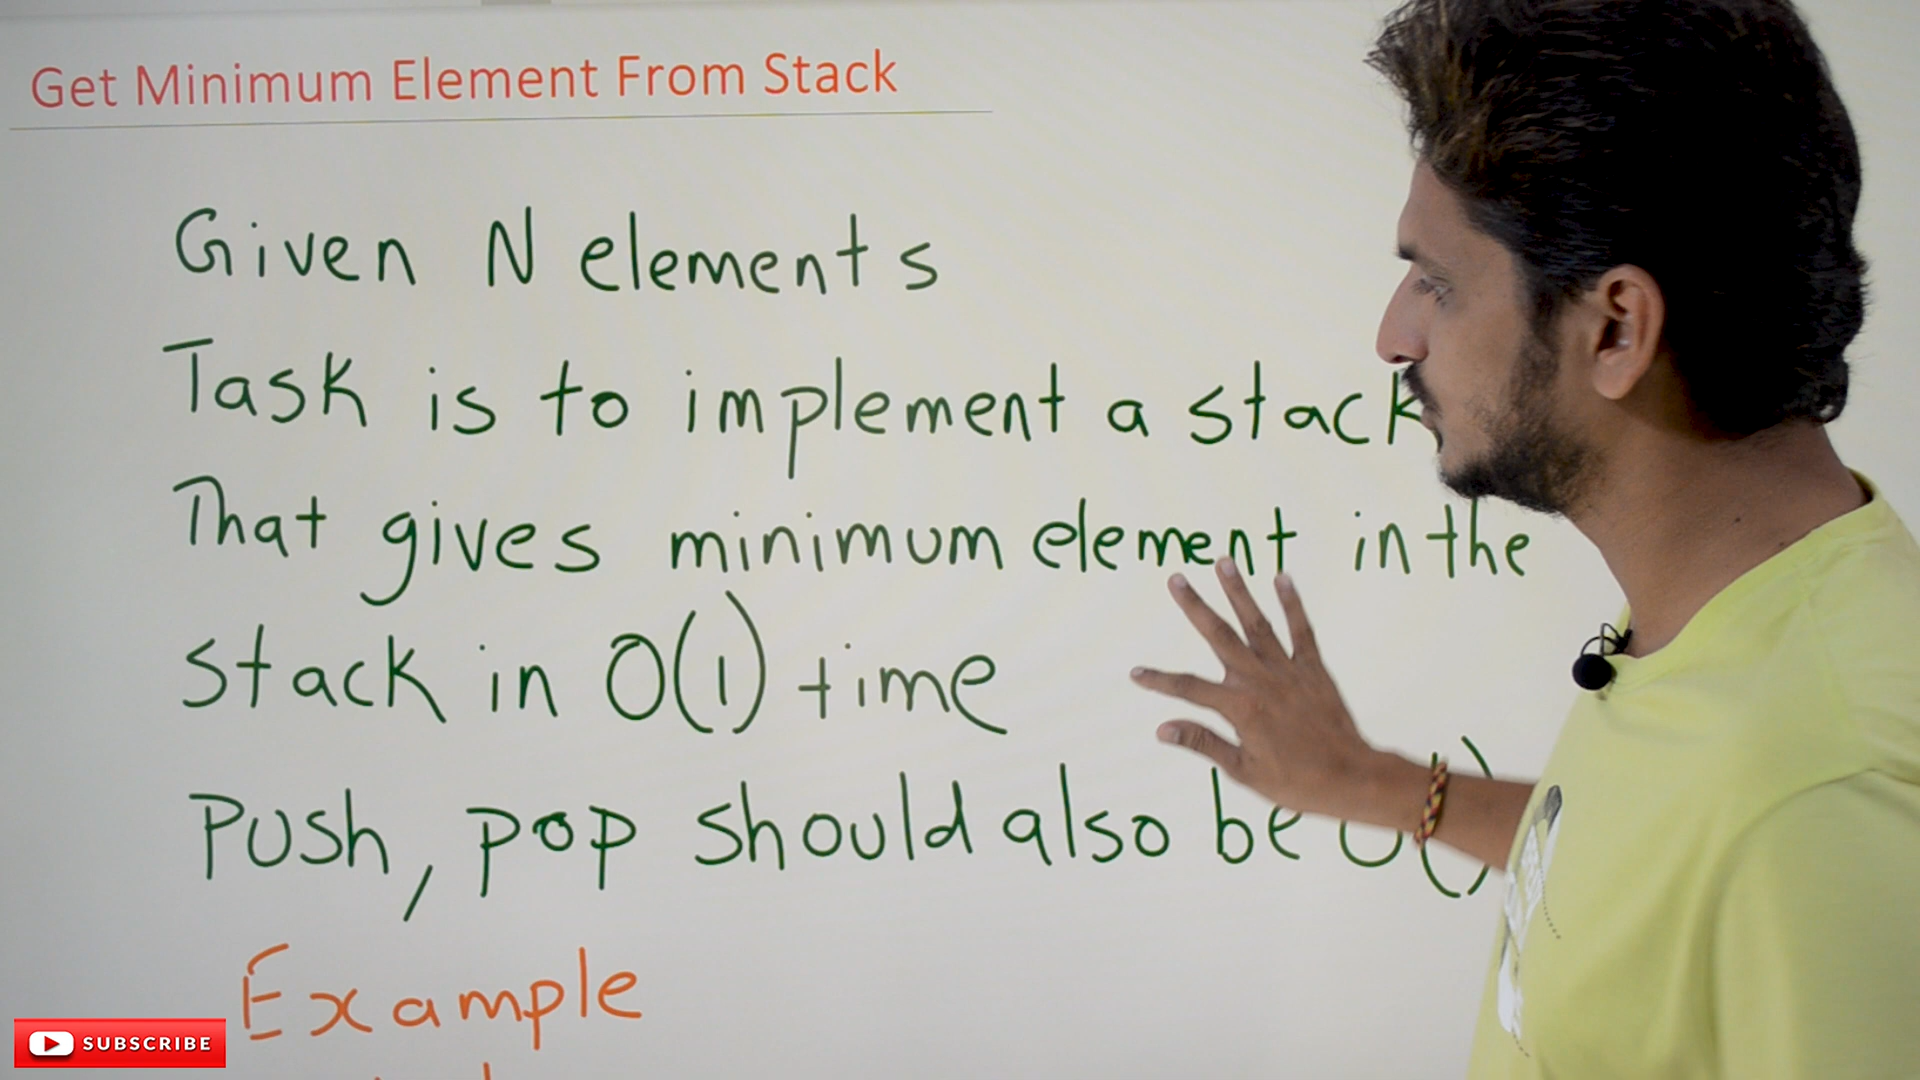 Get Minimum Element From Stack
Given N elements
Task is to implement a stack
That gives minimum element in the
stack in O(1) time
Push, pop should also be
Example
SUBSCRIBE